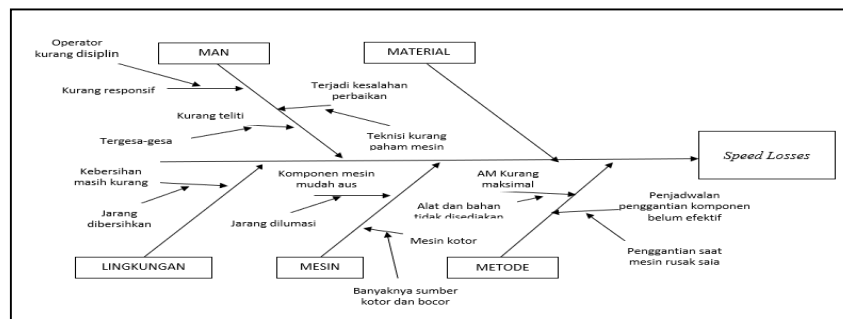 Operator
kurang disiplin
MAN
MATERIAL
Kurang responsif
Terjadi kesalahan
perbaikan
Kurang teliti
Tergesa-gesa
Teknisi kurang
paham mesin
Speed Losses
Kebersihan
masih kurang
Komponen mesin
mudah aus
AM Kurang
maksimal
Jarang
dibersihkan
Jarang dilumasi
Alat dan bahan
tidak disediakan
Penjadwalan
penggantian komponen
belum efektif
Mesin kotor
Penggantian saat
mesin rusak saja
LINGKUNGAN
MESIN
METODE
Banyaknya sumber
kotor dan bocor